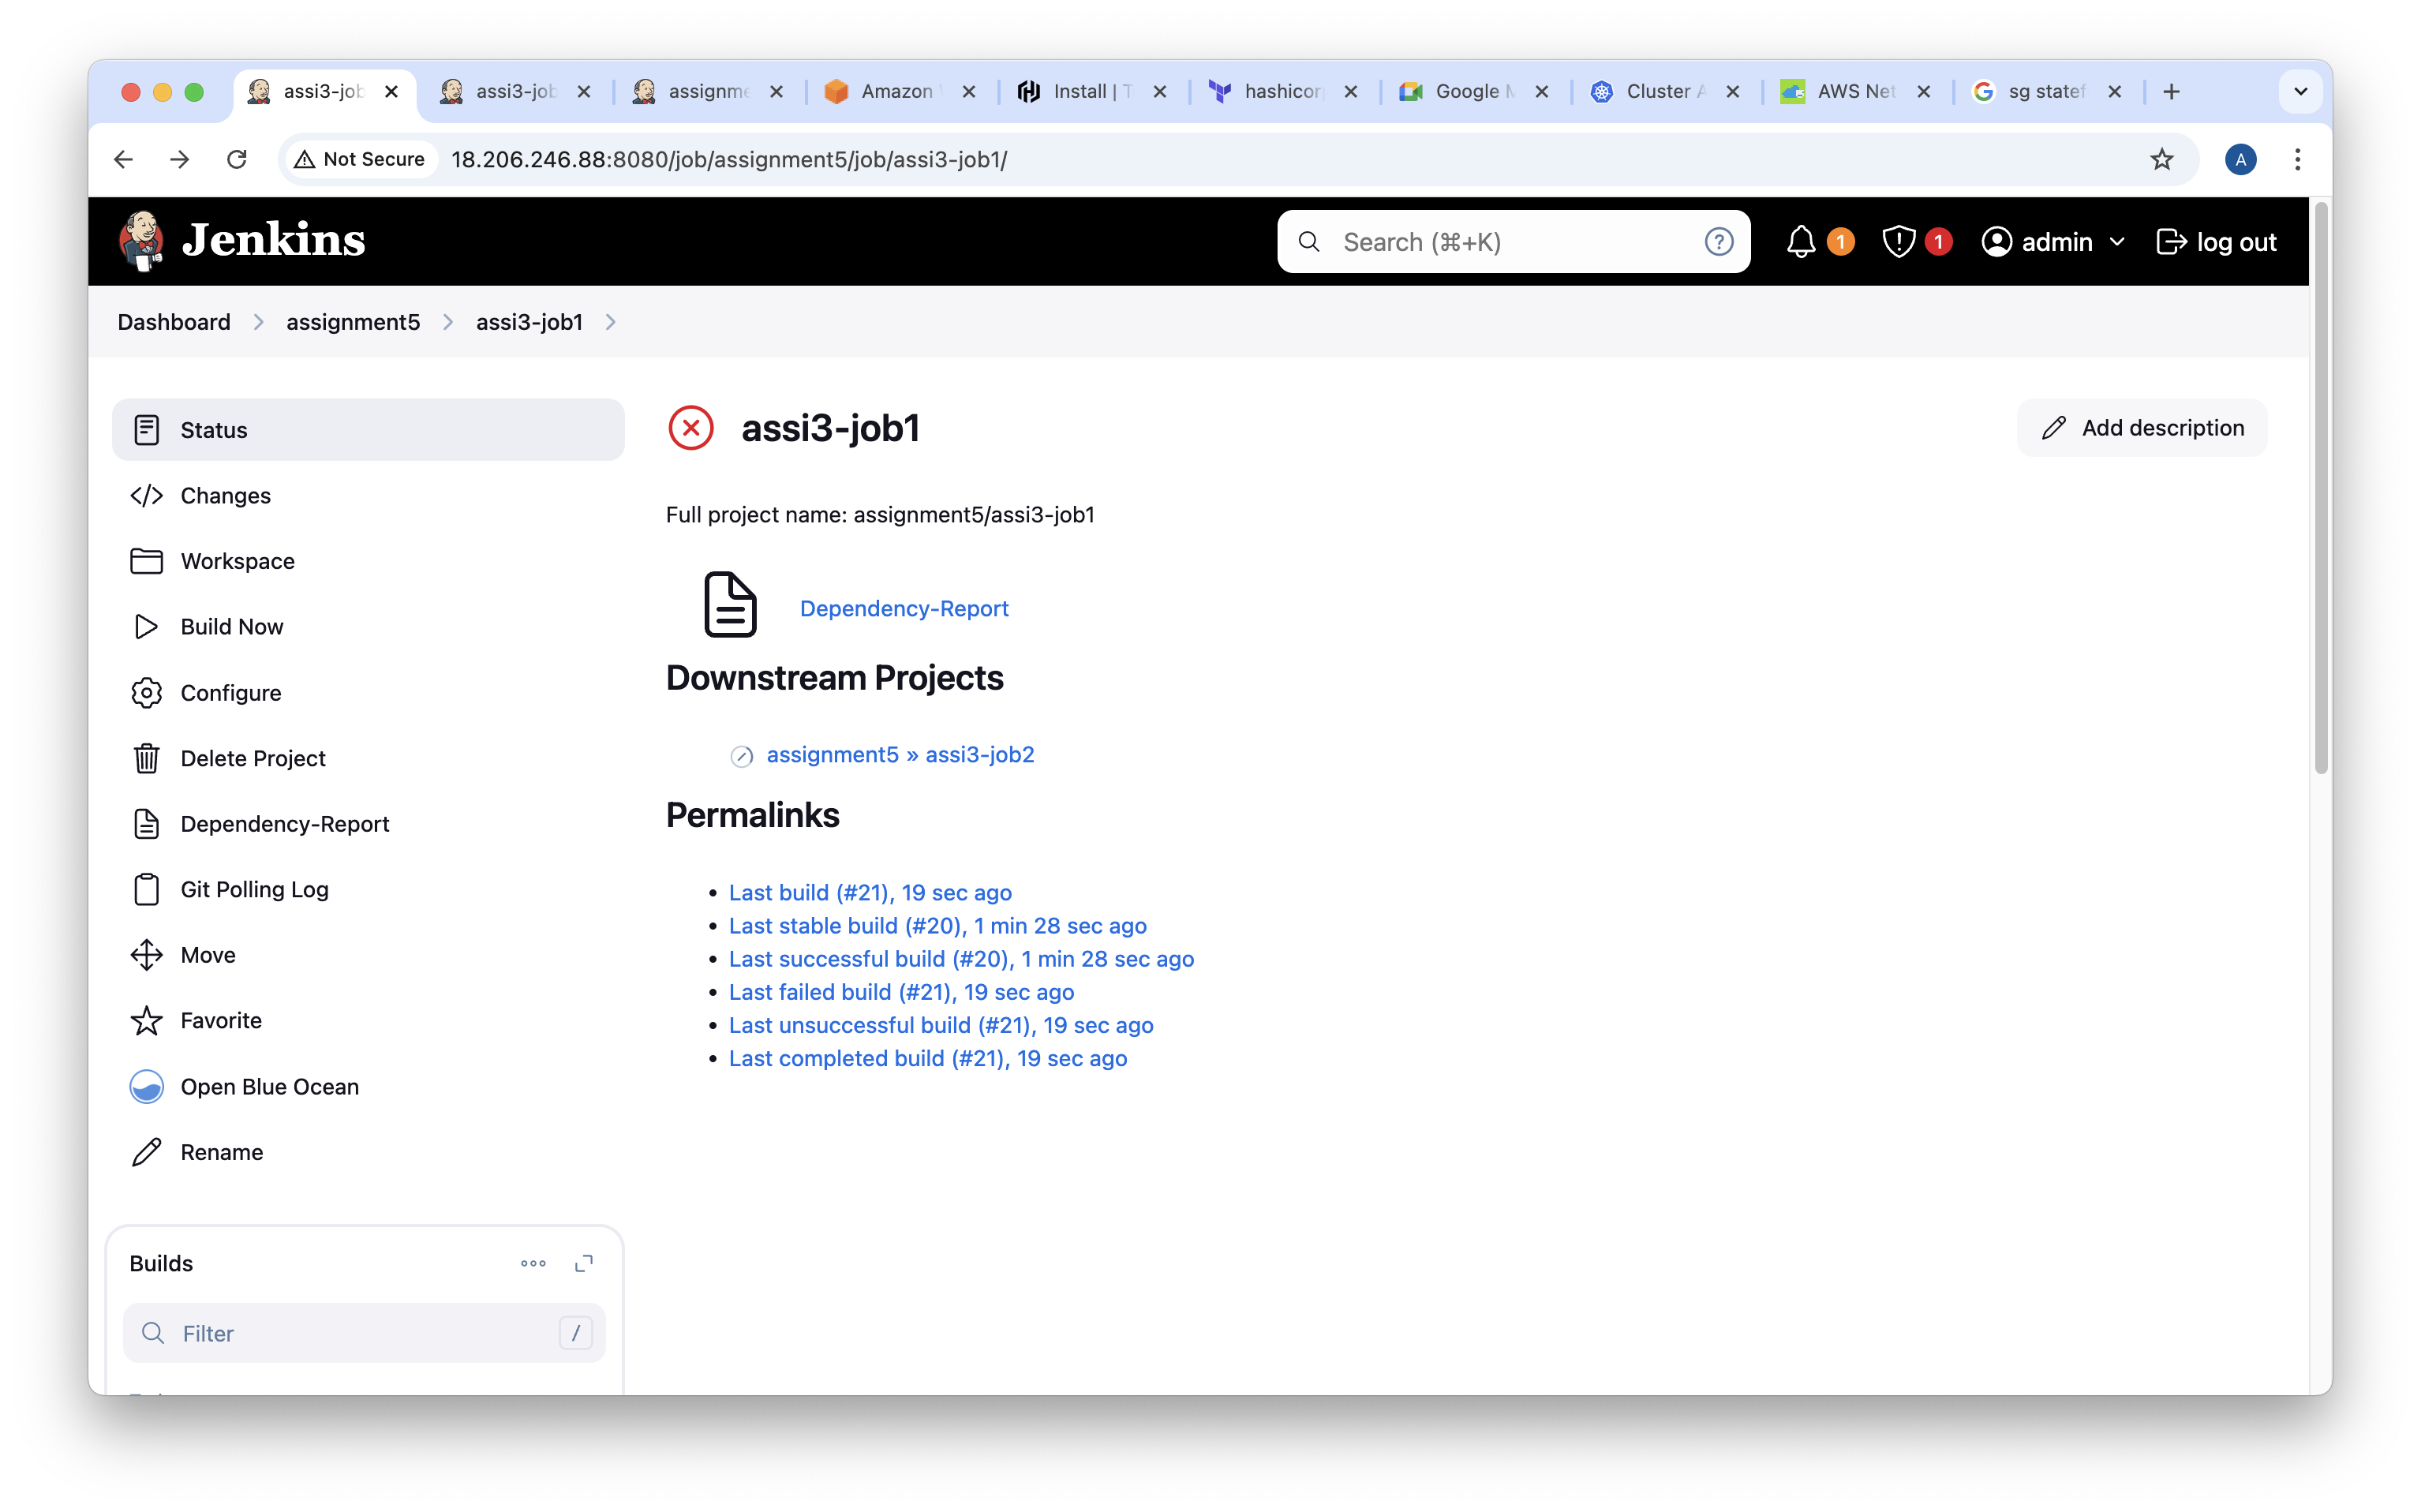 assi3-job
assi3-job
assignme
Amazon
Install | T
hashicor
Google M
Cluster A
AWS Net
sg statef
Not Secure
18.206.246.88:8080/job/assignment5/job/assi3-job1/
A
Jenkins
Search (⌘+K)
?
1
1
admin
log out
Dashboard
assignment5
assi3-job1
Status
Changes
Workspace
Build Now
Configure
Delete Project
Dependency-Report
Git Polling Log
Move
Favorite
Open Blue Ocean
Rename
Builds
Filter
/
assi3-job1
Add description
Full project name: assignment5/assi3-job1
Dependency-Report
Downstream Projects
assignment5 » assi3-job2
Permalinks
Last build (#21), 19 sec ago
Last stable build (#20), 1 min 28 sec ago
Last successful build (#20), 1 min 28 sec ago
Last failed build (#21), 19 sec ago
Last unsuccessful build (#21), 19 sec ago
Last completed build (#21), 19 sec ago